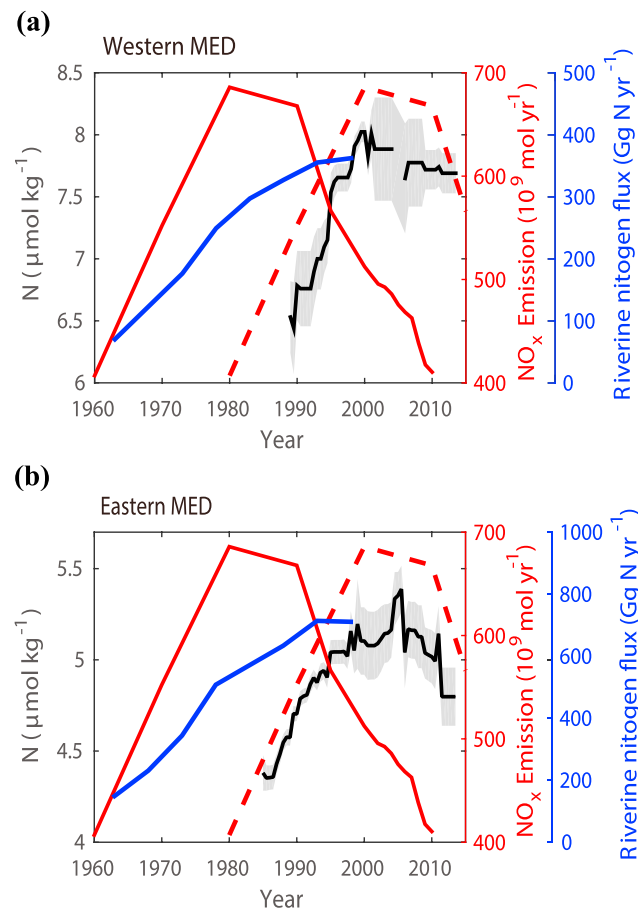 (a)
Western MED
8.5
8
7.5
7
6.5
6
N (μmol kg⁻¹)
1960 1970 1980 1990 2000 2010
Year
700
600
500
400
NOx Emission (10⁹ mol yr⁻¹)
500
400
300
200
100
0
Riverine nitogen flux (Gg N yr⁻¹)
(b)
Eastern MED
5.5
5
4.5
4
N (μmol kg⁻¹)
1960 1970 1980 1990 2000 2010
Year
700
600
500
400
NOx Emission (10⁹ mol yr⁻¹)
1000
800
600
400
200
0
Riverine nitogen flux (Gg N yr⁻¹)